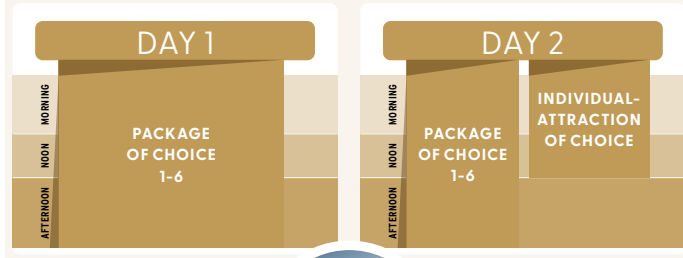 DAY 1
MORNING
NOON
AFTERNOON
PACKAGE
OF CHOICE
1-6
DAY 2
MORNING
NOON
AFTERNOON
PACKAGE
OF CHOICE
1-6
INDIVIDUAL-
ATTRACTION
OF CHOICE